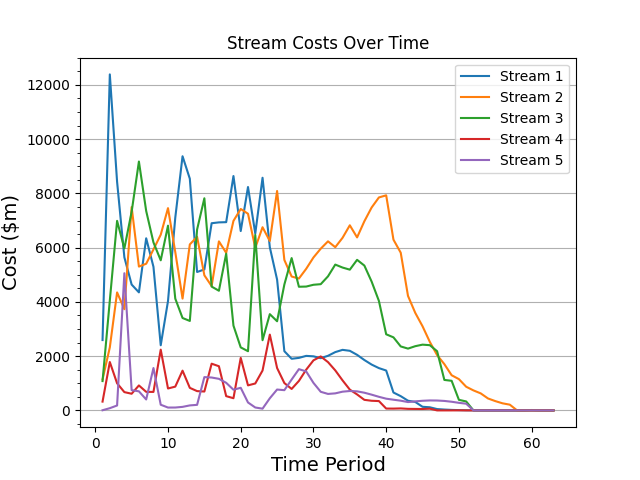 Stream Costs Over Time
Stream 1
Stream 2
Stream 3
Stream 4
Stream 5
12000
10000
8000
6000
4000
2000
0
Cost ($m)
0 10 20 30 40 50 60
Time Period